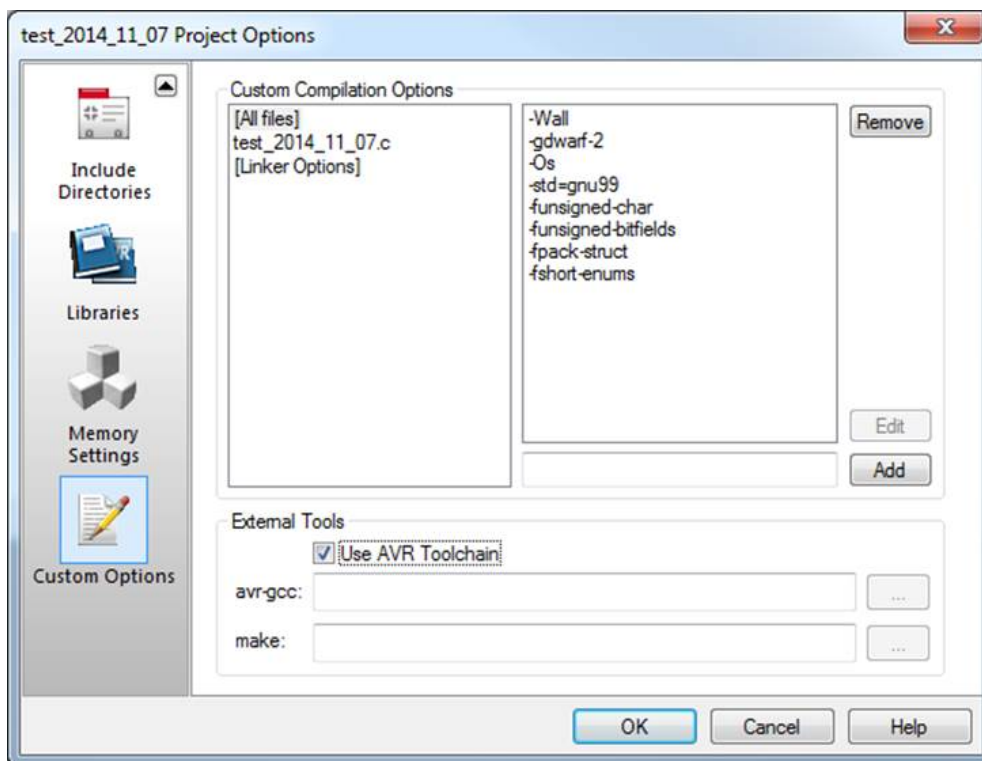 test_2014_11_07 Project Options
Include
Directories
Libraries
Memory
Settings
Custom Options
Custom Compilation Options
[All files]
test_2014_11_07.c
[Linker Options]
-Wall
-gdwarf-2
-Os
-std=gnu99
-funsigned-char
-funsigned-bitfields
-fpack-struct
-fshort-enums
Remove
Edit
Add
External Tools
Use AVR Toolchain
avr-gcc:
...
make:
...
OK
Cancel
Help